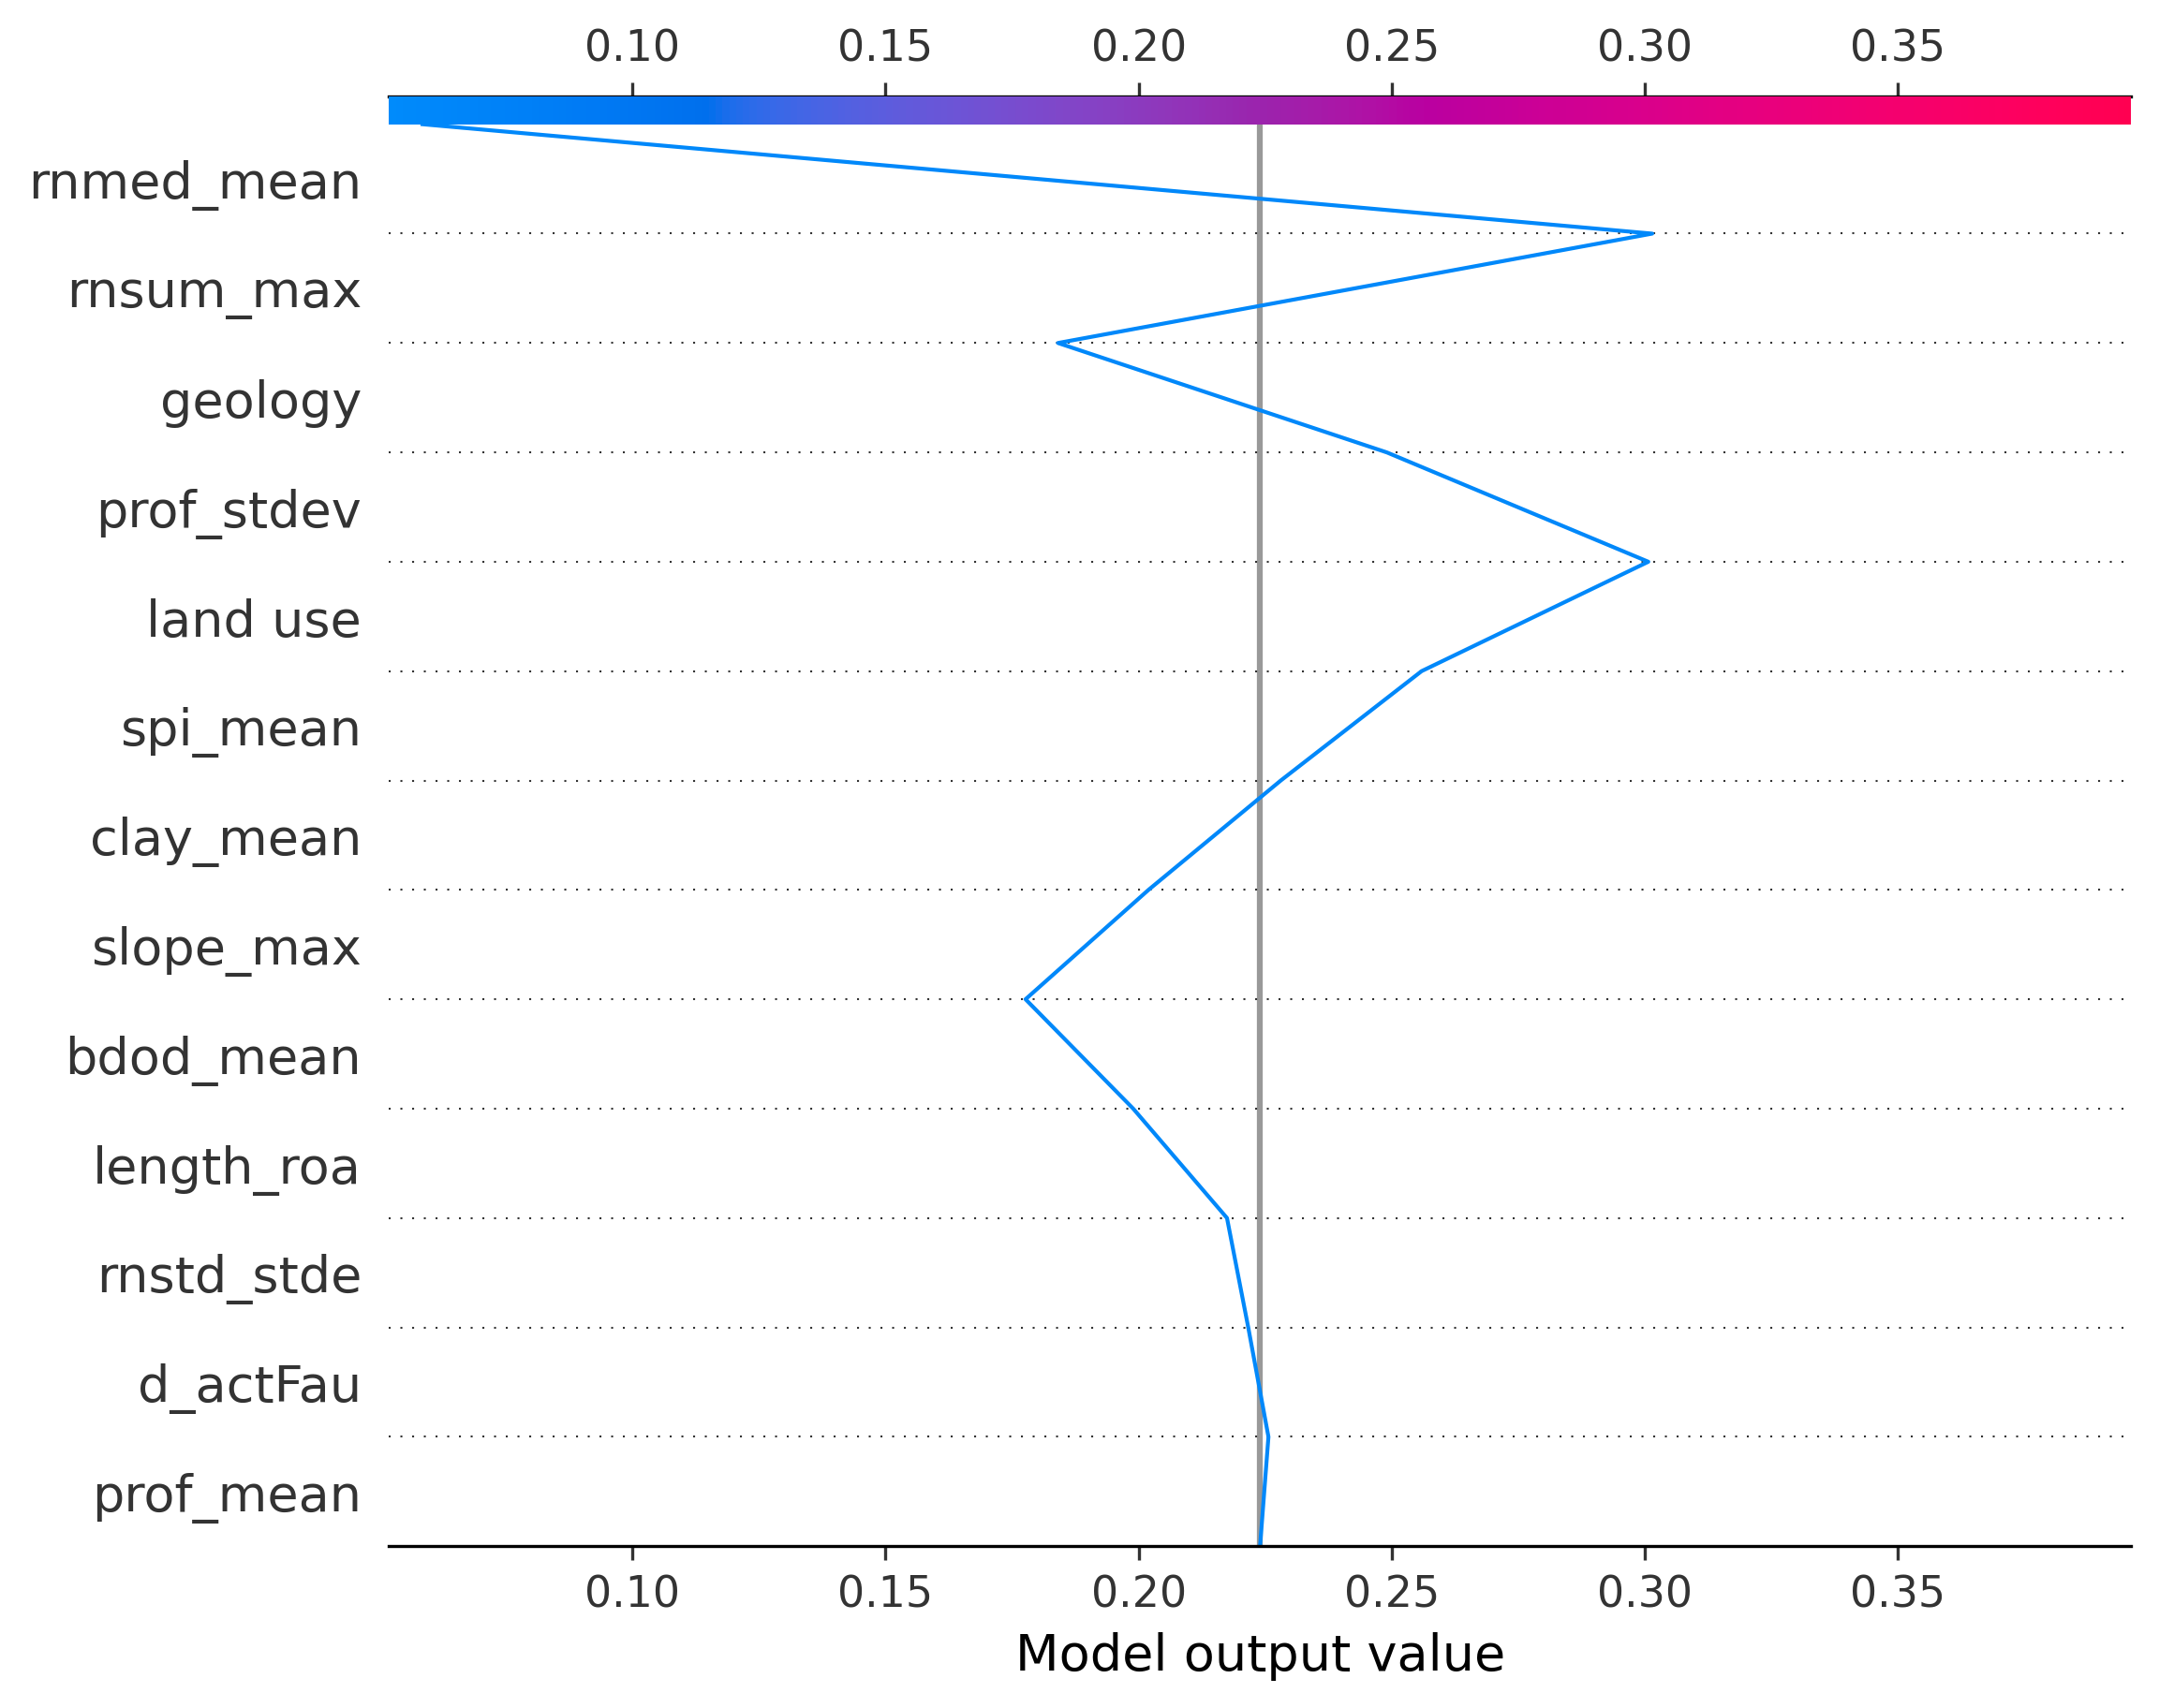 0.10 0.15 0.20 0.25 0.30 0.35
rnmed_mean
rnsum_max
geology
prof_stdev
land use
spi_mean
clay_mean
slope_max
bdod_mean
length_roa
rnstd_stde
d_actFau
prof_mean
0.10 0.15 0.20 0.25 0.30 0.35
Model output value